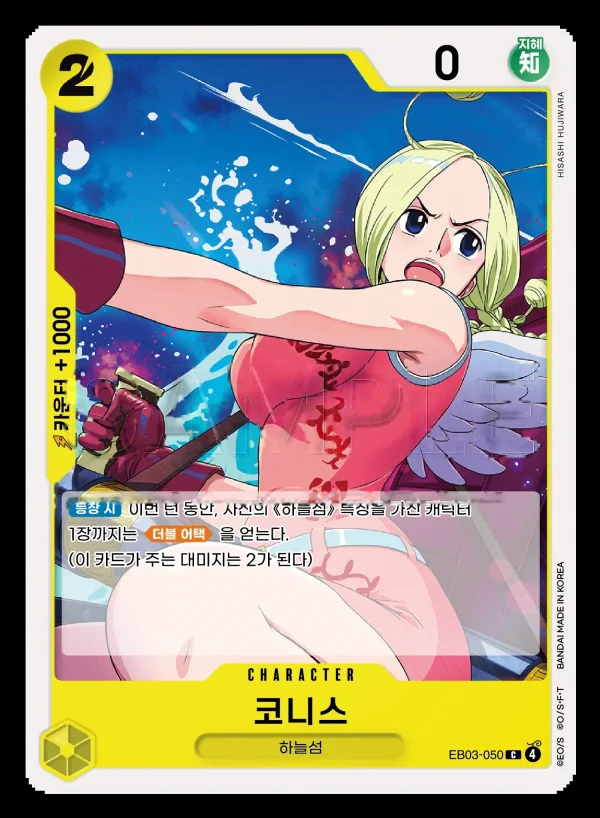 2
0
지혜
知
HISASHI HUJIWARA
카운터 +1000
SAMPLE
등장 시 이번 턴 동안, 자신의 《하늘섬》 특징을 가진 캐릭터
1장까지는 더블 어택 을 얻는다.
(이 카드가 주는 대미지는 2가 된다)
CHARACTER
코니스
하늘섬
EB03-050 C 4
©EO/S ©O/S·F·T BANDAI MADE IN KOREA